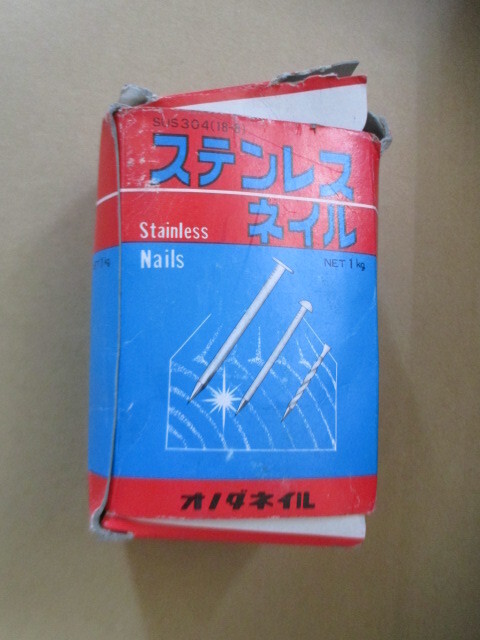 SUS304(18-8)
ステンレス
ネイル
Stainless
Nails
NET 1kg
オノダネイル